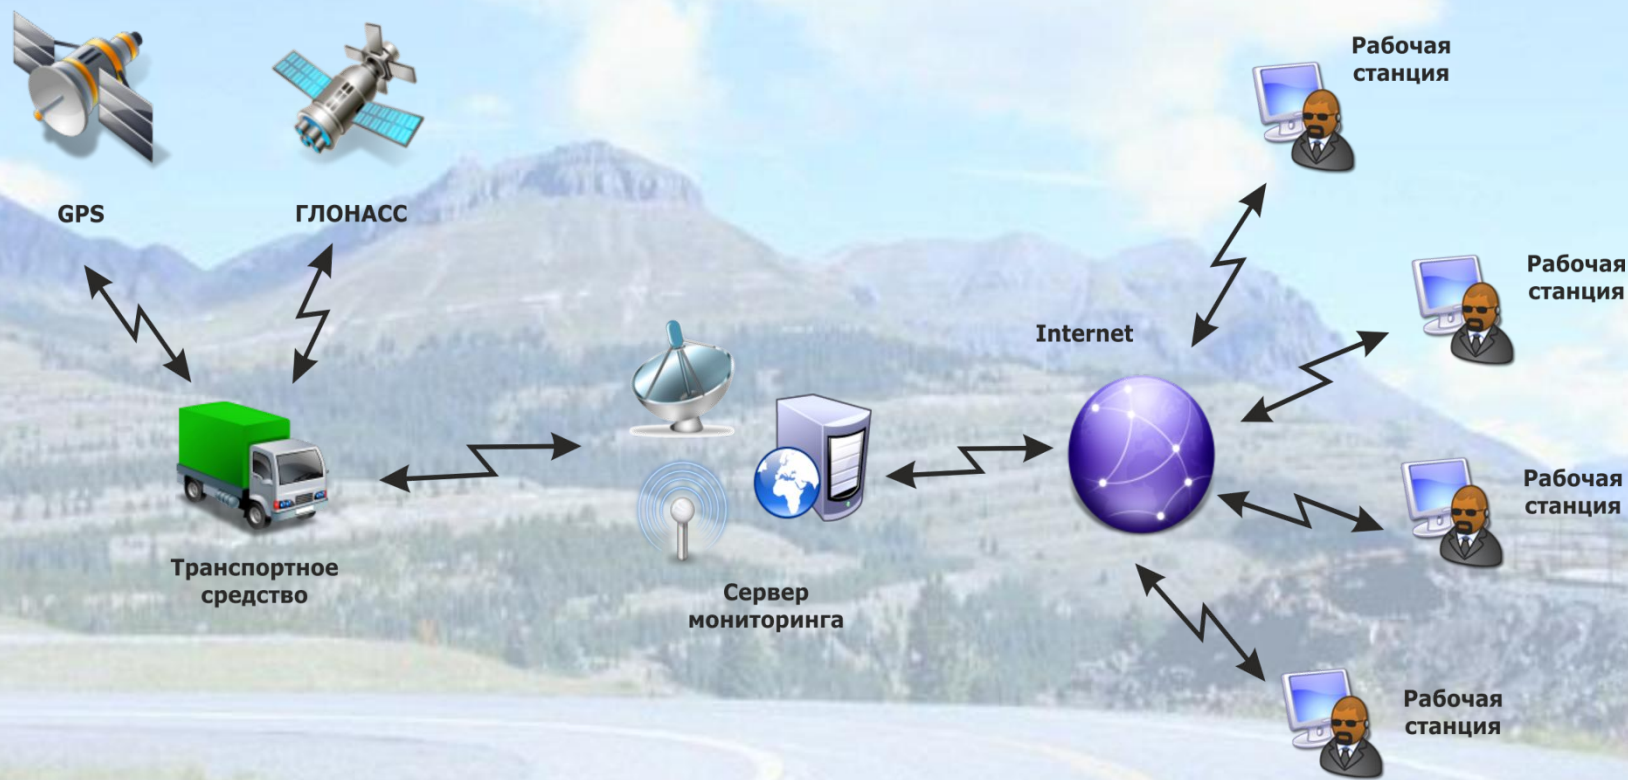 Рабочая
станция
GPS
ГЛОНАСС
Рабочая
станция
Internet
Рабочая
станция
Транспортное
средство
Сервер
мониторинга
Рабочая
станция